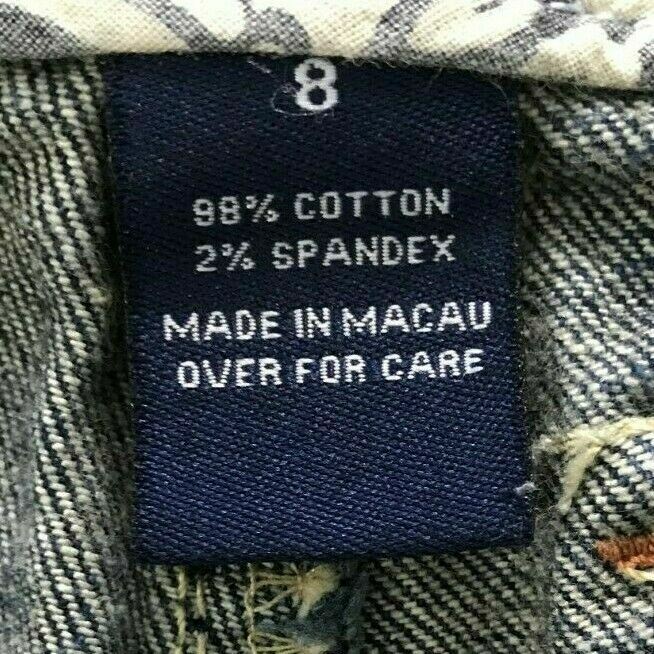 8
98% COTTON
2% SPANDEX
MADE IN MACAU
OVER FOR CARE